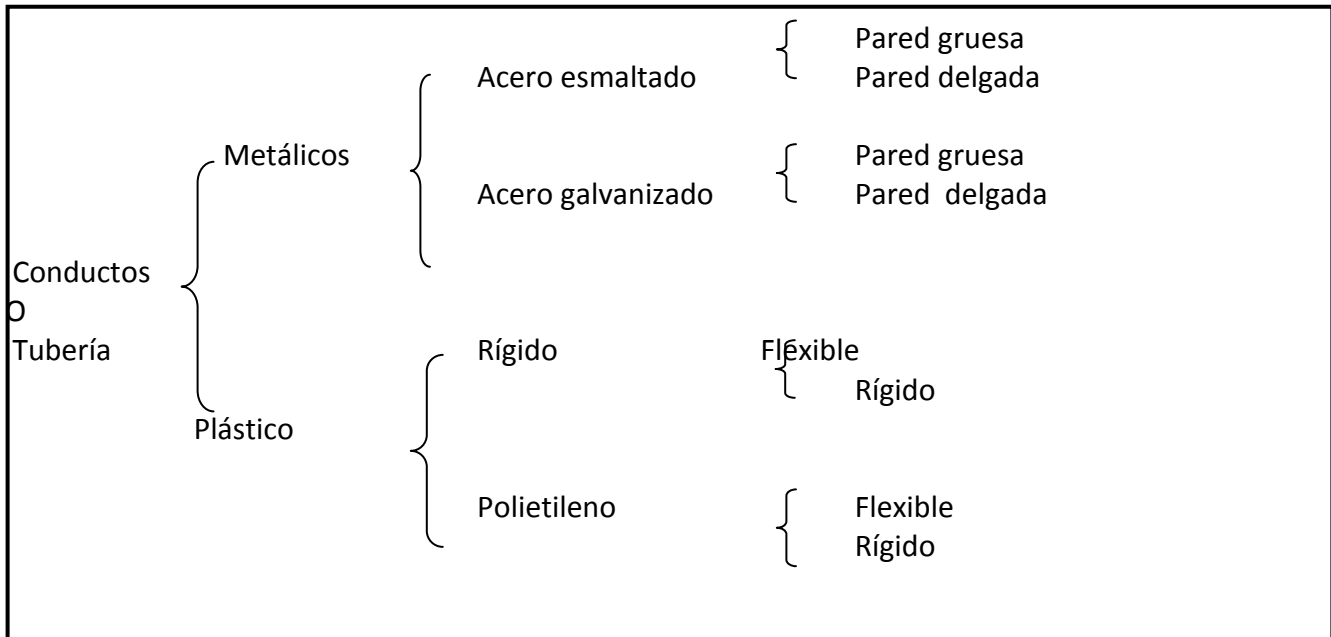 Pared gruesa
Acero esmaltado Pared delgada
Metálicos Pared gruesa
Acero galvanizado Pared delgada
Conductos
O
Tubería Rígido Flexible
Rígido
Plástico
Polietileno Flexible
Rígido